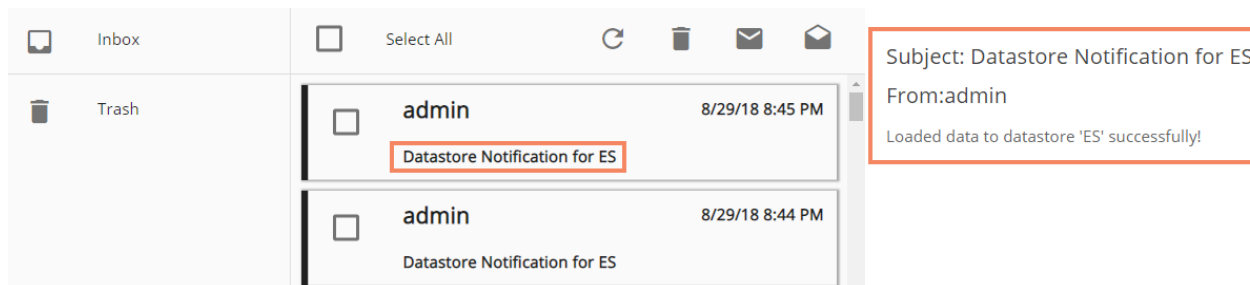 Inbox
Trash
Select All
admin
8/29/18 8:45 PM
Datastore Notification for ES
admin
8/29/18 8:44 PM
Datastore Notification for ES
Subject: Datastore Notification for ES
From:admin
Loaded data to datastore 'ES' successfully!